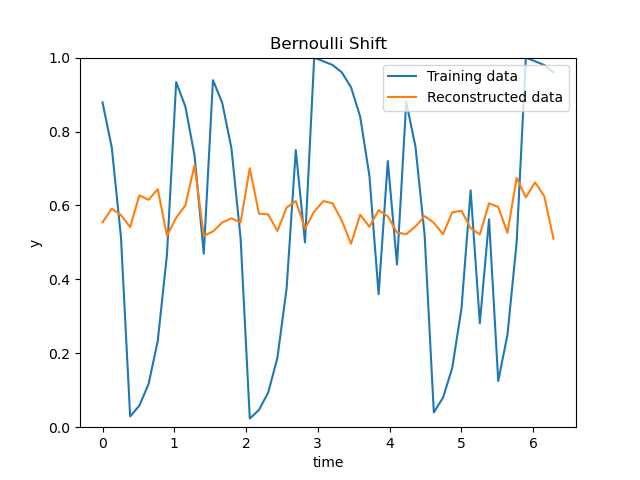 Bernoulli Shift
Training data
Reconstructed data
1.0
0.8
0.6
0.4
0.2
0.0
y
0 1 2 3 4 5 6
time